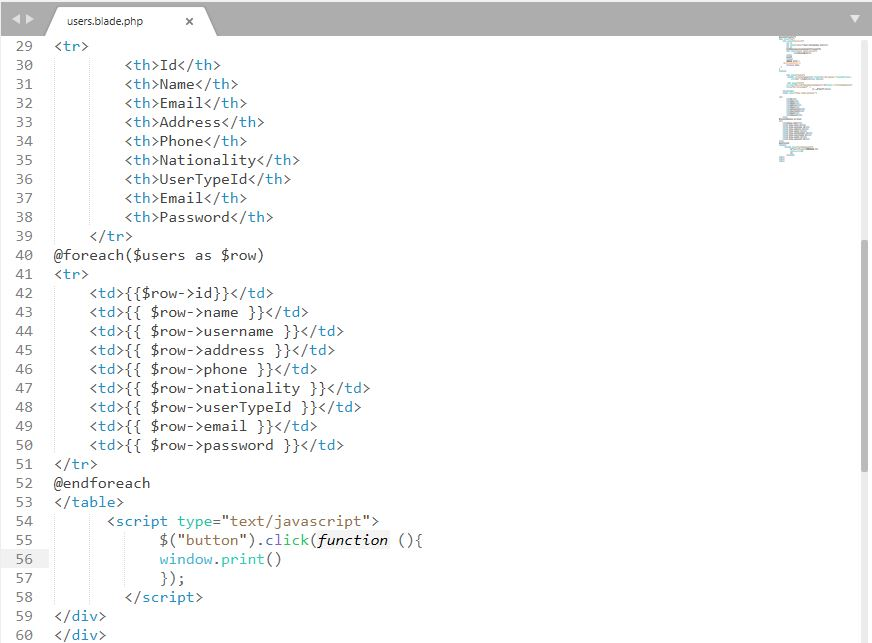 users.blade.php ×
29 <tr>
30 <th>Id</th>
31 <th>Name</th>
32 <th>Email</th>
33 <th>Address</th>
34 <th>Phone</th>
35 <th>Nationality</th>
36 <th>UserTypeId</th>
37 <th>Email</th>
38 <th>Password</th>
39 </tr>
40 @foreach($users as $row)
41 <tr>
42 <td>{{$row->id}}</td>
43 <td>{{ $row->name }}</td>
44 <td>{{ $row->username }}</td>
45 <td>{{ $row->address }}</td>
46 <td>{{ $row->phone }}</td>
47 <td>{{ $row->nationality }}</td>
48 <td>{{ $row->userTypeId }}</td>
49 <td>{{ $row->email }}</td>
50 <td>{{ $row->password }}</td>
51 </tr>
52 @endforeach
53 </table>
54 <script type="text/javascript">
55 $("button").click(function (){
56 window.print()
57 });
58 </script>
59 </div>
60 </div>